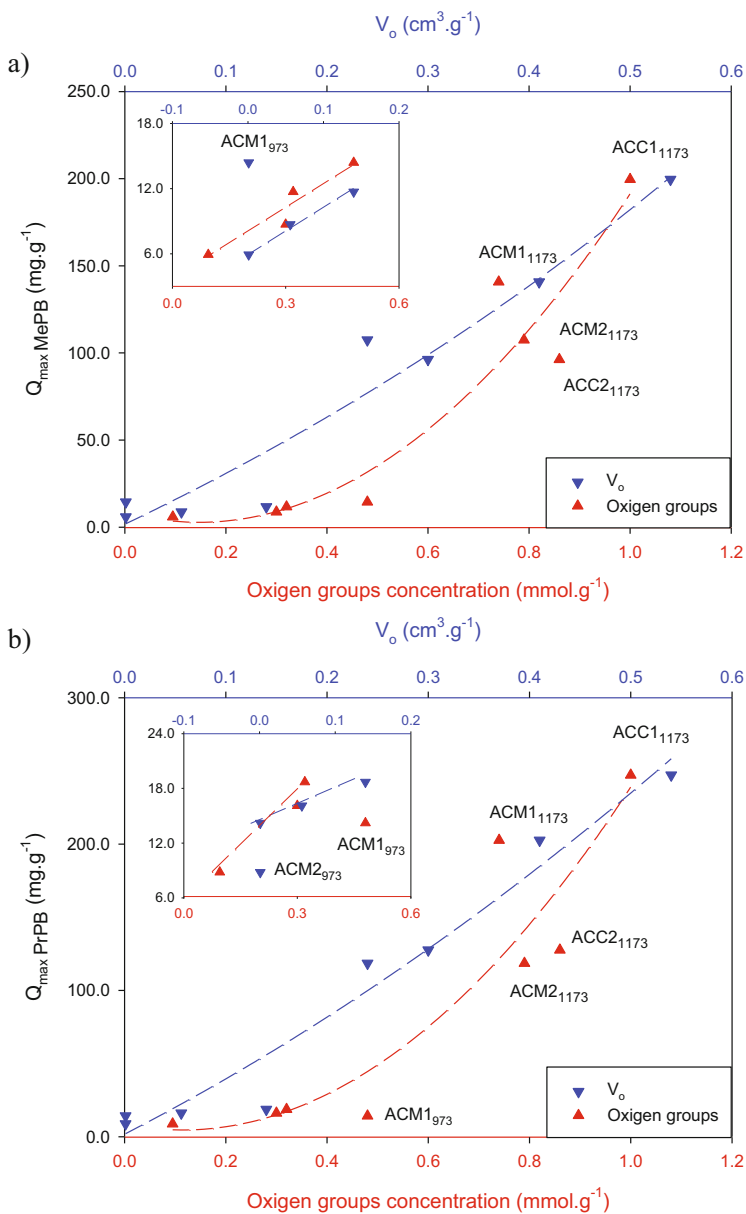 V₀ (cm³.g⁻¹)
a)
0.0 0.1 0.2 0.3 0.4 0.5 0.6
250.0
200.0
150.0
100.0
50.0
0.0
Qmax MePB (mg.g⁻¹)
-0.1 0.0 0.1 0.2
18.0
12.0
6.0
0.0 0.3 0.6
ACM1₉₇₃
ACC1₁₁₇₃
ACM1₁₁₇₃
ACM2₁₁₇₃
ACC2₁₁₇₃
Vₒ
Oxigen groups
0.0 0.2 0.4 0.6 0.8 1.0 1.2
Oxigen groups concentration (mmol.g⁻¹)
V₀ (cm³.g⁻¹)
b)
0.0 0.1 0.2 0.3 0.4 0.5 0.6
300.0
200.0
100.0
0.0
Qmax PrPB (mg.g⁻¹)
-0.1 0.0 0.1 0.2
24.0
18.0
12.0
6.0
0.0 0.3 0.6
ACM1₉₇₃
ACM2₉₇₃
ACC1₁₁₇₃
ACM1₁₁₇₃
ACC2₁₁₇₃
ACM2₁₁₇₃
ACM1₉₇₃
Vₒ
Oxigen groups
0.0 0.2 0.4 0.6 0.8 1.0 1.2
Oxigen groups concentration (mmol.g⁻¹)